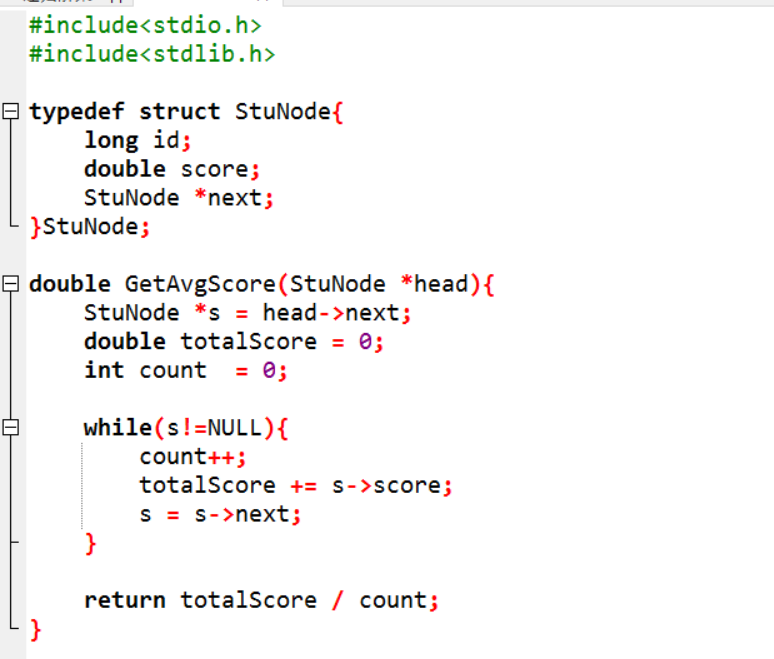 #include<stdio.h>
#include<stdlib.h>
typedef struct StuNode{
    long id;
    double score;
    StuNode *next;
}StuNode;
double GetAvgScore(StuNode *head){
    StuNode *s = head->next;
    double totalScore = 0;
    int count  = 0;
    while(s!=NULL){
        count++;
        totalScore += s->score;
        s = s->next;
    }
    return totalScore / count;
}